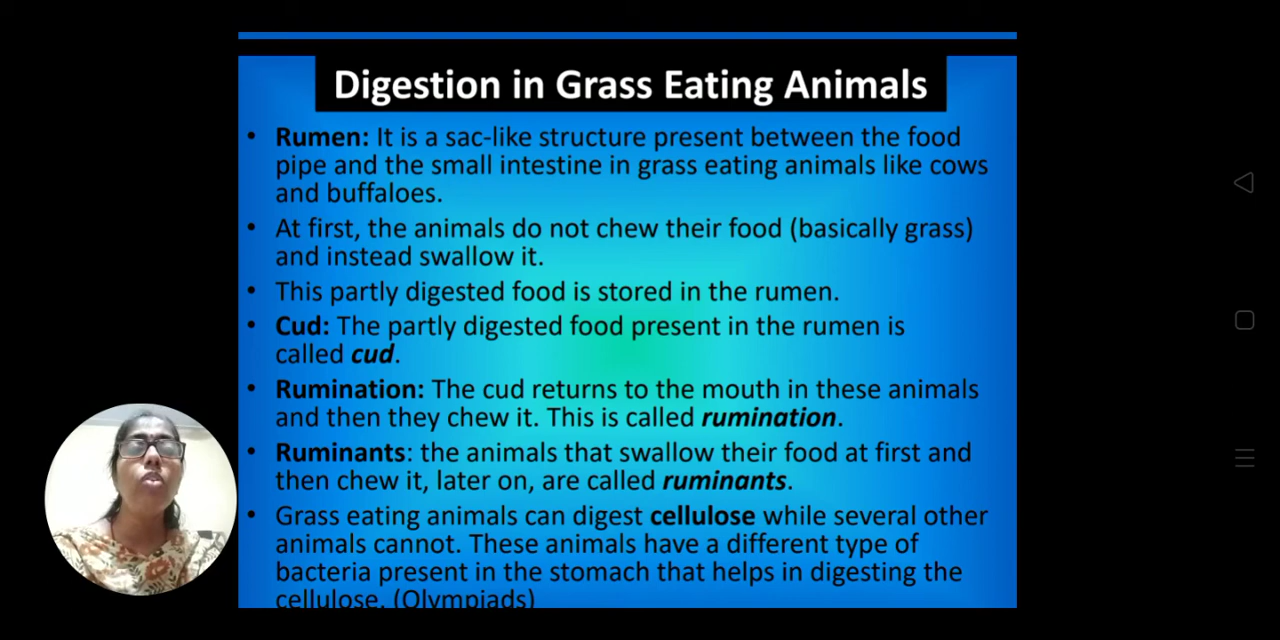 Digestion in Grass Eating Animals
• Rumen: It is a sac-like structure present between the food
pipe and the small intestine in grass eating animals like cows
and buffaloes.
• At first, the animals do not chew their food (basically grass)
and instead swallow it.
• This partly digested food is stored in the rumen.
• Cud: The partly digested food present in the rumen is
called cud.
• Rumination: The cud returns to the mouth in these animals
and then they chew it. This is called rumination.
• Ruminants: the animals that swallow their food at first and
then chew it, later on, are called ruminants.
• Grass eating animals can digest cellulose while several other
animals cannot. These animals have a different type of
bacteria present in the stomach that helps in digesting the
cellulose. (Olympiads)